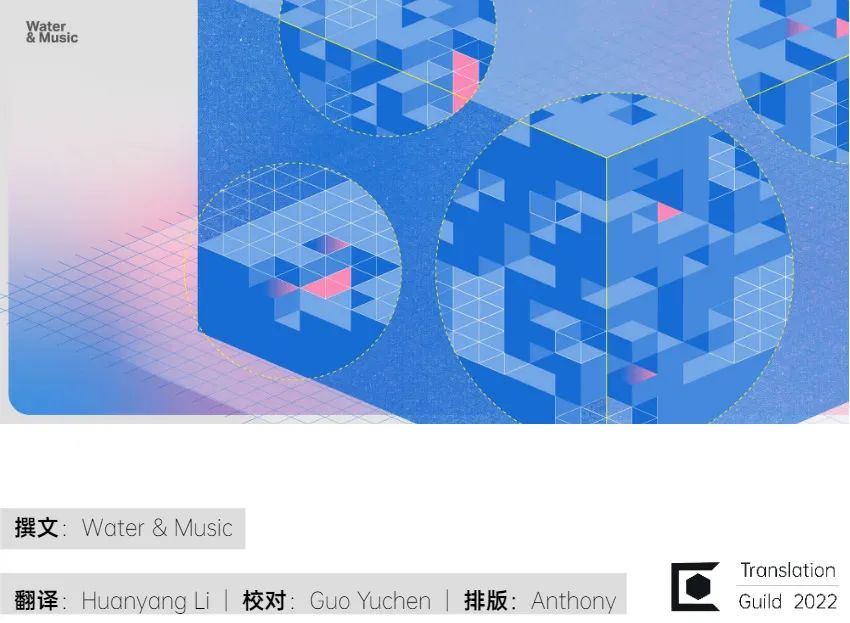 Water
& Music
撰文：Water & Music
翻译：Huanyang Li ｜ 校对：Guo Yuchen ｜ 排版：Anthony
Translation
Guild 2022